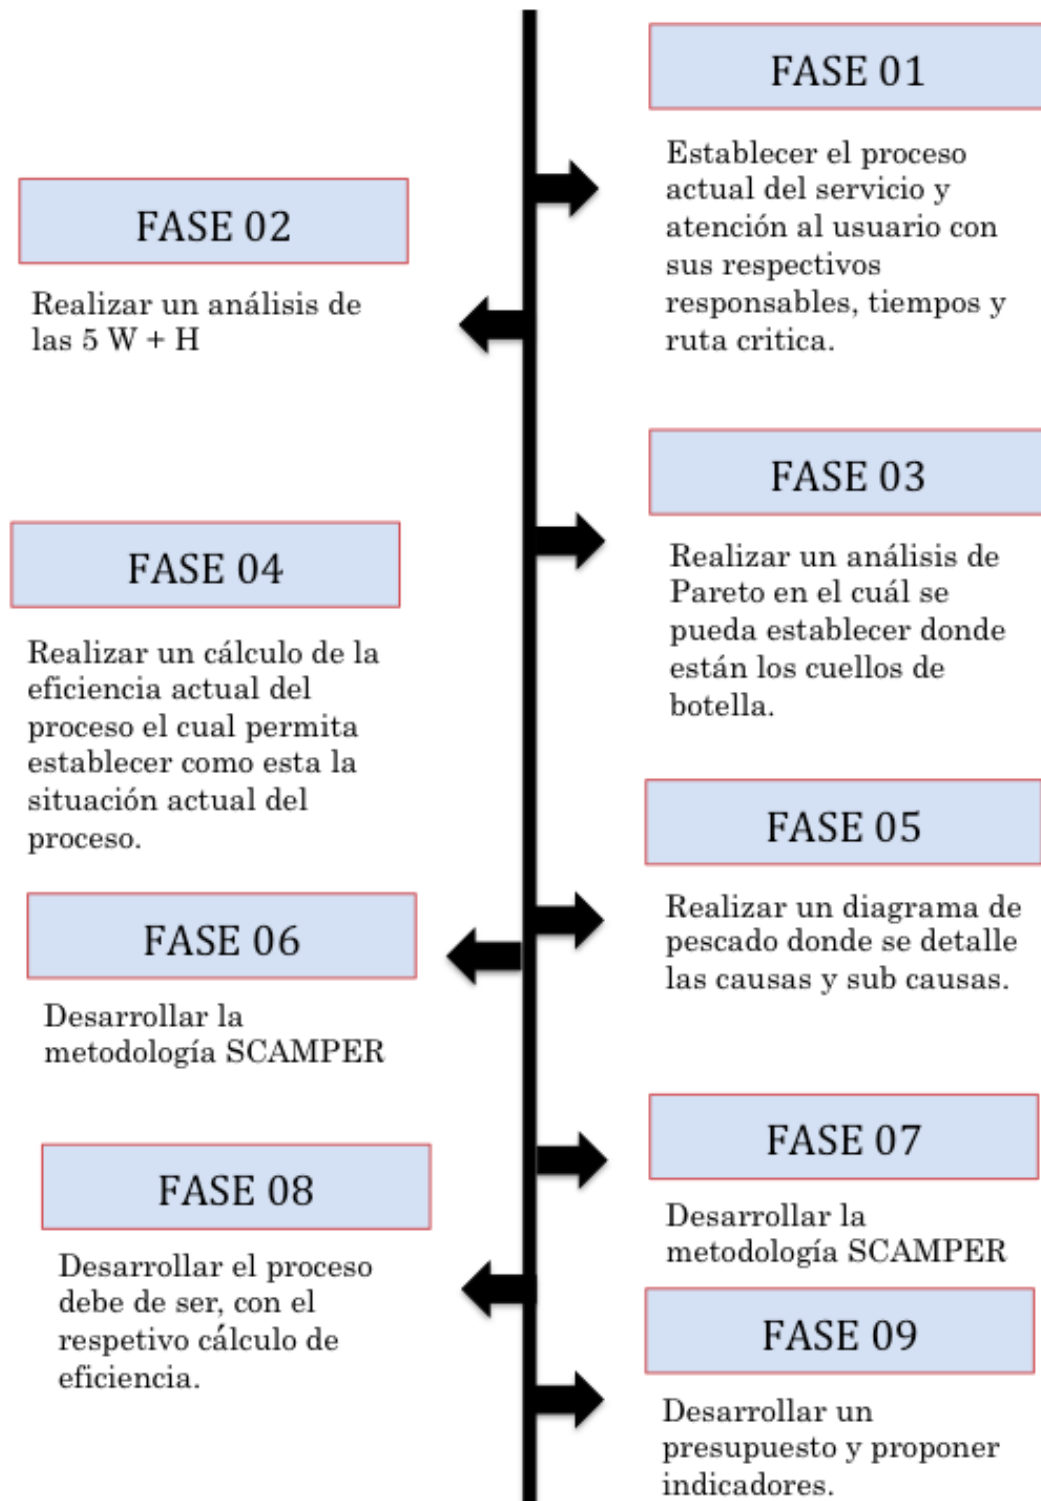 FASE 01
Establecer el proceso
actual del servicio y
atención al usuario con
sus respectivos
responsables, tiempos y
ruta critica.
FASE 02
Realizar un análisis de
las 5 W + H
FASE 03
Realizar un análisis de
Pareto en el cuál se
pueda establecer donde
están los cuellos de
botella.
FASE 04
Realizar un cálculo de la
eficiencia actual del
proceso el cual permita
establecer como esta la
situación actual del
proceso.
FASE 05
Realizar un diagrama de
pescado donde se detalle
las causas y sub causas.
FASE 06
Desarrollar la
metodología SCAMPER
FASE 07
Desarrollar la
metodología SCAMPER
FASE 08
Desarrollar el proceso
debe de ser, con el
respetivo cálculo de
eficiencia.
FASE 09
Desarrollar un
presupuesto y proponer
indicadores.